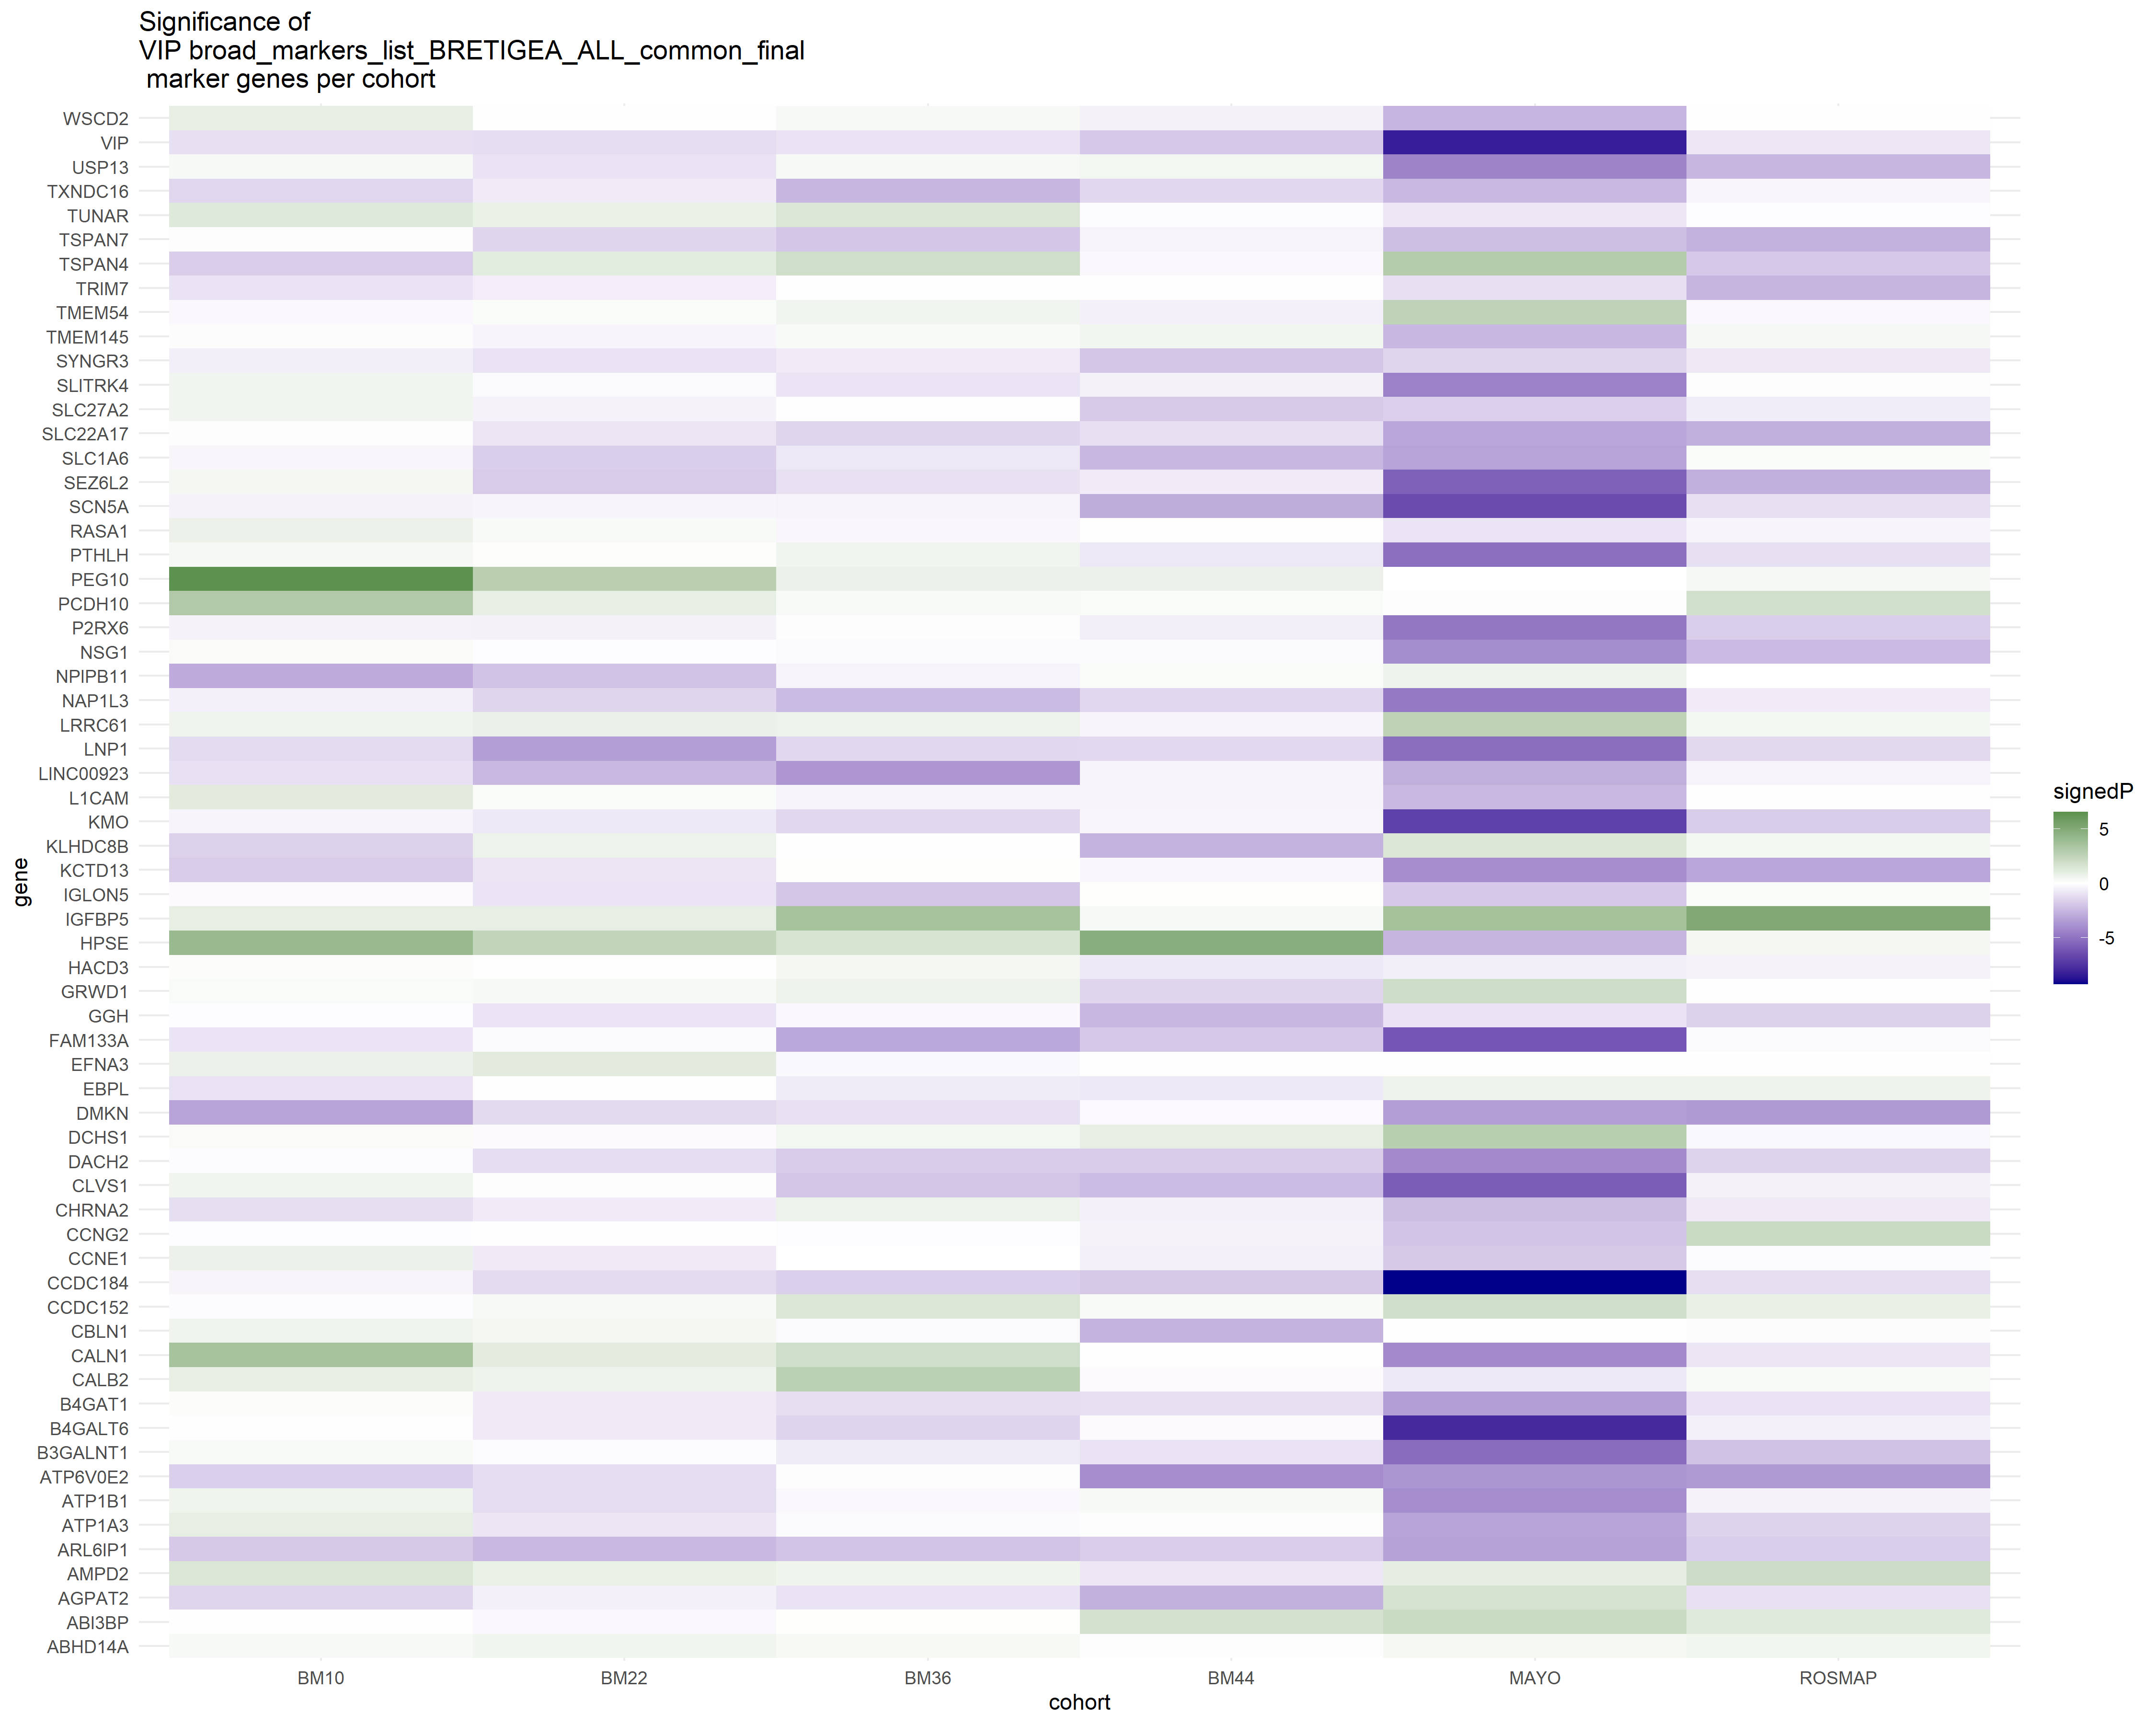 Significance of
VIP broad_markers_list_BRETIGEA_ALL_common_final
marker genes per cohort
WSCD2
VIP
USP13
TXNDC16
TUNAR
TSPAN7
TSPAN4
TRIM7
TMEM54
TMEM145
SYNGR3
SLITRK4
SLC27A2
SLC22A17
SLC1A6
SEZ6L2
SCN5A
RASA1
PTHLH
PEG10
PCDH10
P2RX6
NSG1
NPIPB11
NAP1L3
LRRC61
LNP1
LINC00923
L1CAM
KMO
KLHDC8B
KCTD13
IGLON5
IGFBP5
HPSE
HACD3
GRWD1
GGH
FAM133A
EFNA3
EBPL
DMKN
DCHS1
DACH2
CLVS1
CHRNA2
CCNG2
CCNE1
CCDC184
CCDC152
CBLN1
CALN1
CALB2
B4GAT1
B4GALT6
B3GALNT1
ATP6V0E2
ATP1B1
ATP1A3
ARL6IP1
AMPD2
AGPAT2
ABI3BP
ABHD14A
gene
BM10 BM22 BM36 BM44 MAYO ROSMAP
cohort
signedP
5
0
-5